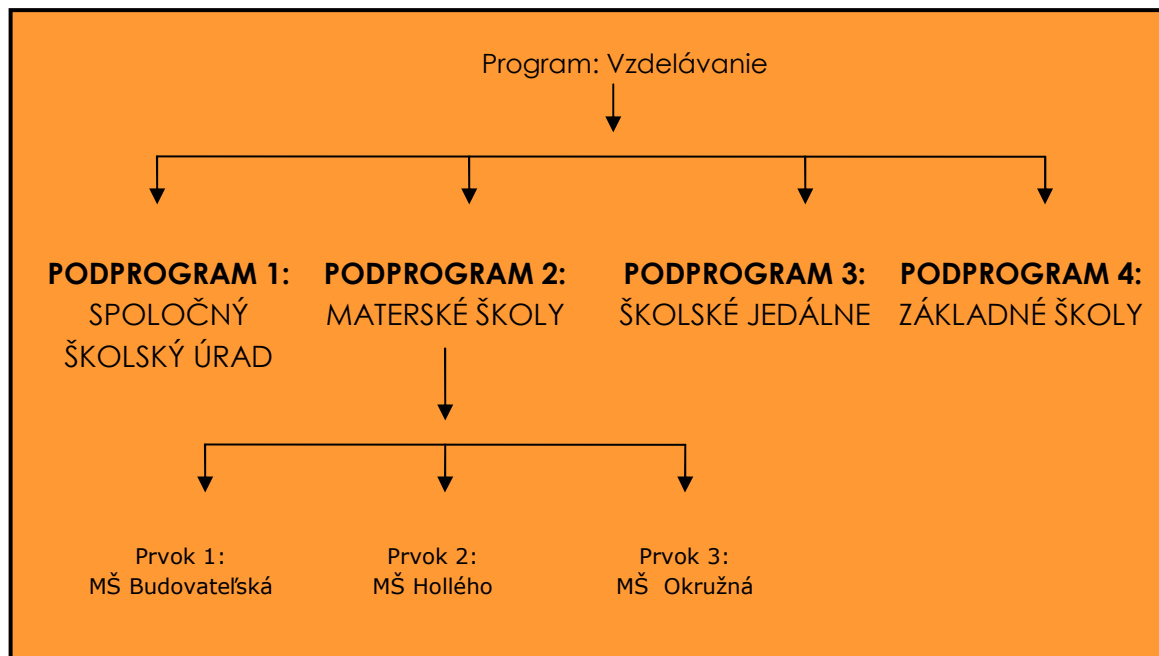 Program: Vzdelávanie
PODPROGRAM 1:
SPOLOČNÝ
ŠKOLSKÝ ÚRAD
PODPROGRAM 2:
MATERSKÉ ŠKOLY
PODPROGRAM 3:
ŠKOLSKÉ JEDÁLNE
PODPROGRAM 4:
ZÁKLADNÉ ŠKOLY
Prvok 1:
MŠ Budovateľská
Prvok 2:
MŠ Hollého
Prvok 3:
MŠ Okružná